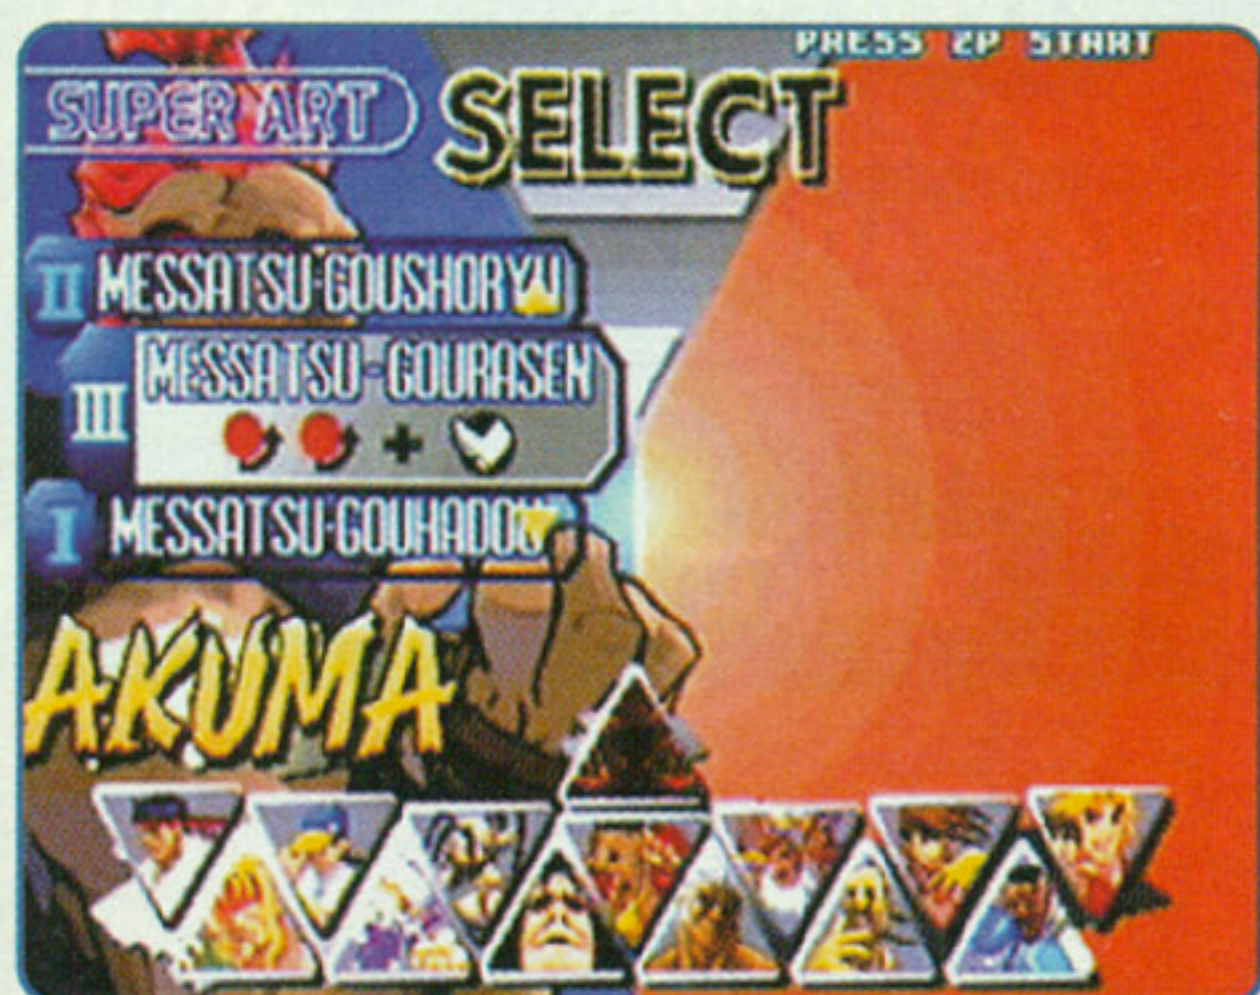 PRESS 2P START
SUPER ART SELECT
II MESSATSU-GOUSHORYU
III MESSATSU-GOURASEN
+
I MESSATSU-GOUHADOU
AKUMA